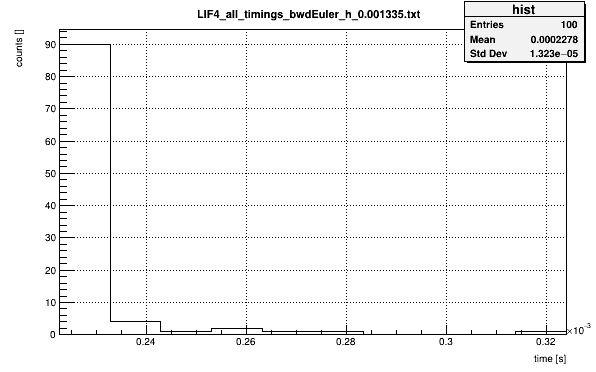 LIF4_all_timings_bwdEuler_h_0.001335.txt
hist
Entries 100
Mean 0.0002278
Std Dev 1.323e−05
counts []
90
80
70
60
50
40
30
20
10
0
0.24 0.26 0.28 0.3 0.32
×10⁻³
time [s]